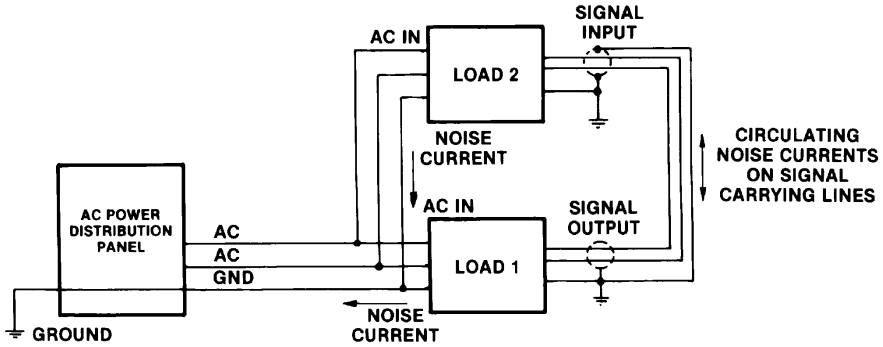 SIGNAL
INPUT
AC IN
LOAD 2
NOISE
CURRENT
CIRCULATING
NOISE CURRENTS
ON SIGNAL
CARRYING LINES
AC POWER
DISTRIBUTION
PANEL
AC
AC
GND
AC IN
LOAD 1
SIGNAL
OUTPUT
NOISE
CURRENT
GROUND